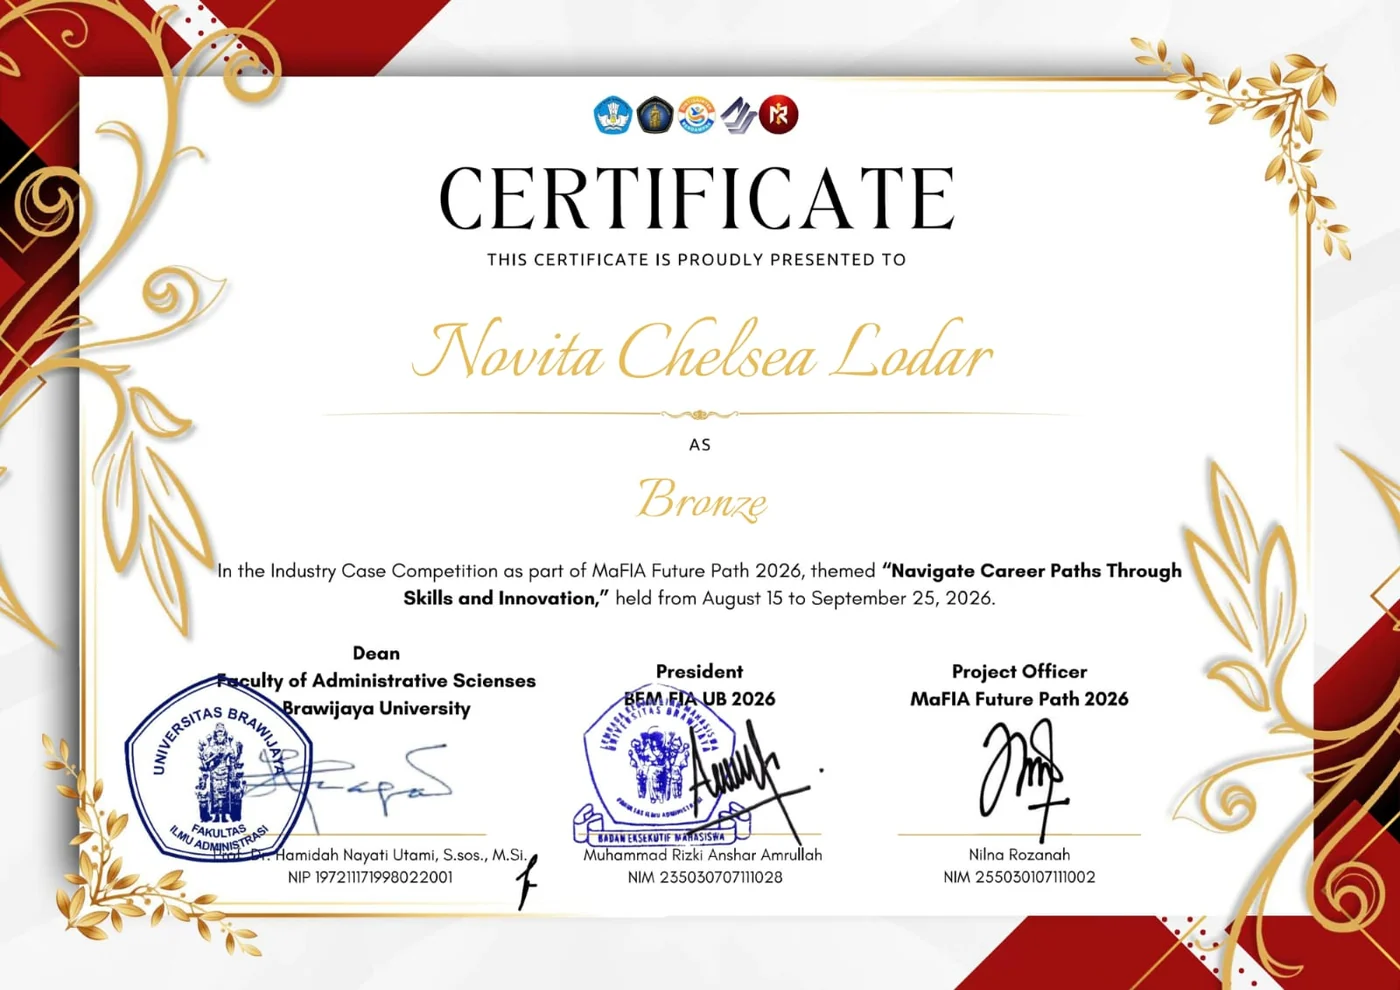 CERTIFICATE
THIS CERTIFICATE IS PROUDLY PRESENTED TO
Novita Chelsea Lodar
AS
Bronze
In the Industry Case Competition as part of MaFIA Future Path 2026, themed “Navigate Career Paths Through
Skills and Innovation,” held from August 15 to September 25, 2026.
Dean
Faculty of Administrative Scienses
Brawijaya University
UNIVERSITAS BRAWIJAYA
FAKULTAS
ILMU ADMINISTRASI
Prof. Dr. Hamidah Nayati Utami, S.sos., M.Si.
NIP 197211171998022001
President
BEM FIA UB 2026
UNIVERSITAS BRAWIJAYA
BADAN EKSEKUTIF MAHASISWA
Muhammad Rizki Anshar Amrullah
NIM 235030707111028
Project Officer
MaFIA Future Path 2026
Nilna Rozanah
NIM 255030107111002